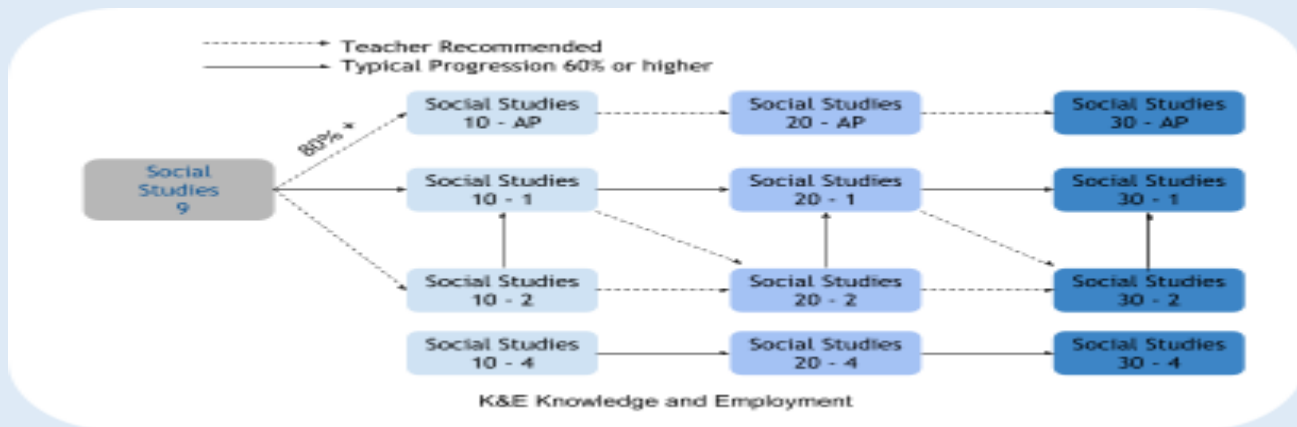 Teacher Recommended
Typical Progression 60% or higher
Social Studies
10 - AP
Social Studies
20 - AP
Social Studies
30 - AP
80% *
Social
Studies
9
Social Studies
10 - 1
Social Studies
20 - 1
Social Studies
30 - 1
Social Studies
10 - 2
Social Studies
20 - 2
Social Studies
30 - 2
Social Studies
10 - 4
Social Studies
20 - 4
Social Studies
30 - 4
K&E Knowledge and Employment